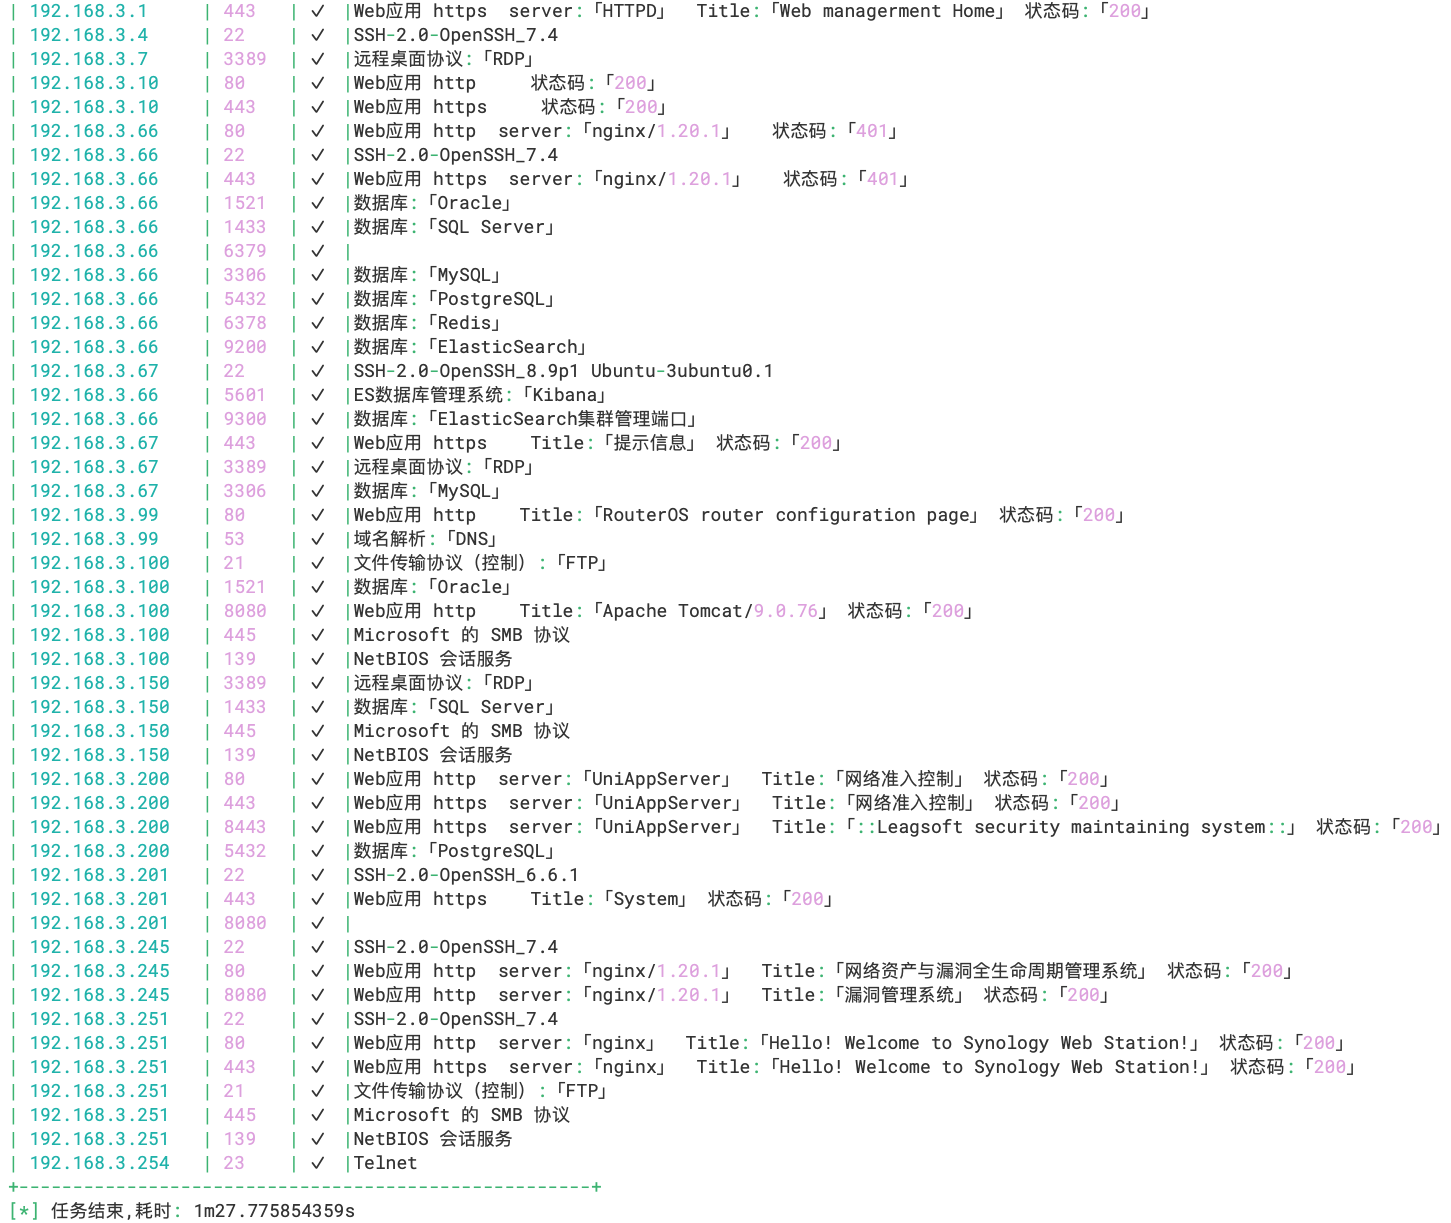 | 192.168.3.1 | 443 | ✓ |Web应用 https server:「HTTPD」 Title:「Web managerment Home」 状态码:「200」
| 192.168.3.4 | 22 | ✓ |SSH-2.0-OpenSSH_7.4
| 192.168.3.7 | 3389 | ✓ |远程桌面协议:「RDP」
| 192.168.3.10 | 80 | ✓ |Web应用 http 状态码:「200」
| 192.168.3.10 | 443 | ✓ |Web应用 https 状态码:「200」
| 192.168.3.66 | 80 | ✓ |Web应用 http server:「nginx/1.20.1」 状态码:「401」
| 192.168.3.66 | 22 | ✓ |SSH-2.0-OpenSSH_7.4
| 192.168.3.66 | 443 | ✓ |Web应用 https server:「nginx/1.20.1」 状态码:「401」
| 192.168.3.66 | 1521 | ✓ |数据库:「Oracle」
| 192.168.3.66 | 1433 | ✓ |数据库:「SQL Server」
| 192.168.3.66 | 6379 | ✓ |
| 192.168.3.66 | 3306 | ✓ |数据库:「MySQL」
| 192.168.3.66 | 5432 | ✓ |数据库:「PostgreSQL」
| 192.168.3.66 | 6378 | ✓ |数据库:「Redis」
| 192.168.3.66 | 9200 | ✓ |数据库:「ElasticSearch」
| 192.168.3.67 | 22 | ✓ |SSH-2.0-OpenSSH_8.9p1 Ubuntu-3ubuntu0.1
| 192.168.3.66 | 5601 | ✓ |ES数据库管理系统:「Kibana」
| 192.168.3.66 | 9300 | ✓ |数据库:「ElasticSearch集群管理端口」
| 192.168.3.67 | 443 | ✓ |Web应用 https Title:「提示信息」 状态码:「200」
| 192.168.3.67 | 3389 | ✓ |远程桌面协议:「RDP」
| 192.168.3.67 | 3306 | ✓ |数据库:「MySQL」
| 192.168.3.99 | 80 | ✓ |Web应用 http Title:「RouterOS router configuration page」 状态码:「200」
| 192.168.3.99 | 53 | ✓ |域名解析:「DNS」
| 192.168.3.100 | 21 | ✓ |文件传输协议（控制）:「FTP」
| 192.168.3.100 | 1521 | ✓ |数据库:「Oracle」
| 192.168.3.100 | 8080 | ✓ |Web应用 http Title:「Apache Tomcat/9.0.76」 状态码:「200」
| 192.168.3.100 | 445 | ✓ |Microsoft 的 SMB 协议
| 192.168.3.100 | 139 | ✓ |NetBIOS 会话服务
| 192.168.3.150 | 3389 | ✓ |远程桌面协议:「RDP」
| 192.168.3.150 | 1433 | ✓ |数据库:「SQL Server」
| 192.168.3.150 | 445 | ✓ |Microsoft 的 SMB 协议
| 192.168.3.150 | 139 | ✓ |NetBIOS 会话服务
| 192.168.3.200 | 80 | ✓ |Web应用 http server:「UniAppServer」 Title:「网络准入控制」 状态码:「200」
| 192.168.3.200 | 443 | ✓ |Web应用 https server:「UniAppServer」 Title:「网络准入控制」 状态码:「200」
| 192.168.3.200 | 8443 | ✓ |Web应用 https server:「UniAppServer」 Title:「::Leagsoft security maintaining system::」 状态码:「200」
| 192.168.3.200 | 5432 | ✓ |数据库:「PostgreSQL」
| 192.168.3.201 | 22 | ✓ |SSH-2.0-OpenSSH_6.6.1
| 192.168.3.201 | 443 | ✓ |Web应用 https Title:「System」 状态码:「200」
| 192.168.3.201 | 8080 | ✓ |
| 192.168.3.245 | 22 | ✓ |SSH-2.0-OpenSSH_7.4
| 192.168.3.245 | 80 | ✓ |Web应用 http server:「nginx/1.20.1」 Title:「网络资产与漏洞全生命周期管理系统」 状态码:「200」
| 192.168.3.245 | 8080 | ✓ |Web应用 http server:「nginx/1.20.1」 Title:「漏洞管理系统」 状态码:「200」
| 192.168.3.251 | 22 | ✓ |SSH-2.0-OpenSSH_7.4
| 192.168.3.251 | 80 | ✓ |Web应用 http server:「nginx」 Title:「Hello! Welcome to Synology Web Station!」 状态码:「200」
| 192.168.3.251 | 443 | ✓ |Web应用 https server:「nginx」 Title:「Hello! Welcome to Synology Web Station!」 状态码:「200」
| 192.168.3.251 | 21 | ✓ |文件传输协议（控制）:「FTP」
| 192.168.3.251 | 445 | ✓ |Microsoft 的 SMB 协议
| 192.168.3.251 | 139 | ✓ |NetBIOS 会话服务
| 192.168.3.254 | 23 | ✓ |Telnet
+-----------------------------------------------------+
[*] 任务结束,耗时: 1m27.775854359s